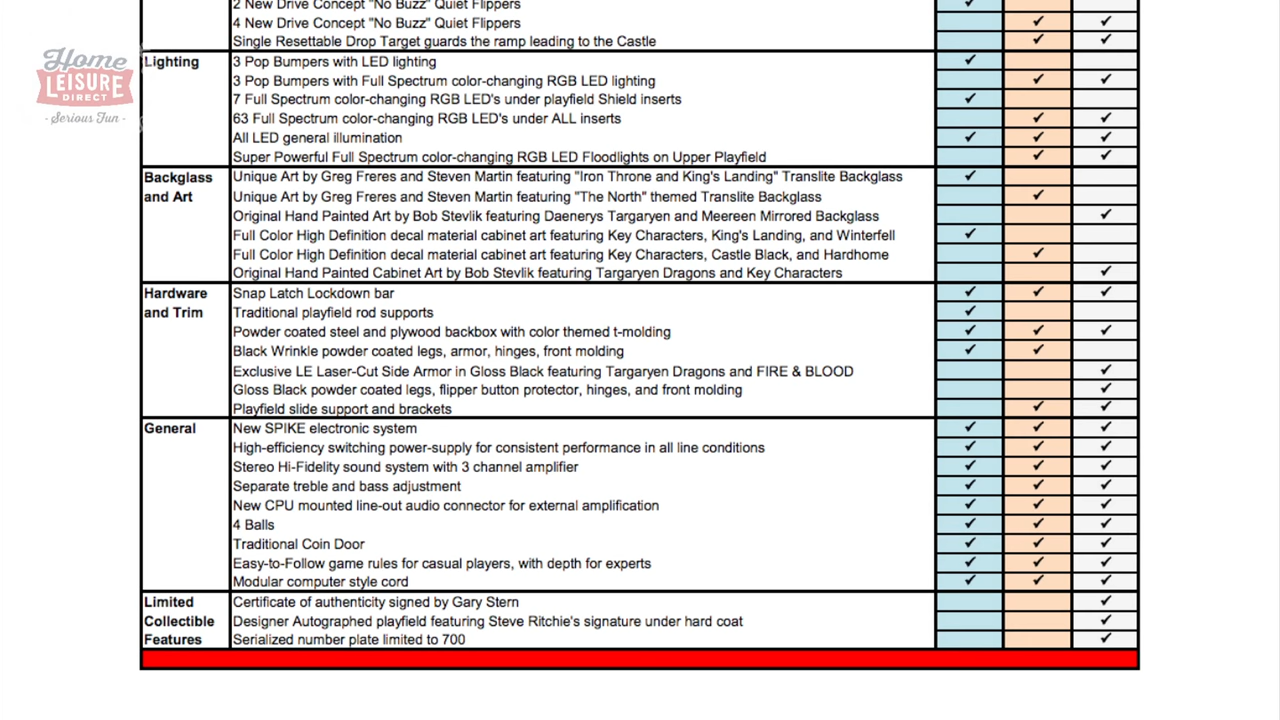 2 New Drive Concept "No Buzz" Quiet Flippers ✓
4 New Drive Concept "No Buzz" Quiet Flippers ✓ ✓
Single Resettable Drop Target guards the ramp leading to the Castle ✓ ✓
Home
LEISURE
DIRECT
- Serious Fun -
Lighting 3 Pop Bumpers with LED lighting ✓
3 Pop Bumpers with Full Spectrum color-changing RGB LED lighting ✓ ✓
7 Full Spectrum color-changing RGB LED's under playfield Shield inserts ✓
63 Full Spectrum color-changing RGB LED's under ALL inserts ✓ ✓
All LED general illumination ✓ ✓ ✓
Super Powerful Full Spectrum color-changing RGB LED Floodlights on Upper Playfield ✓ ✓
Backglass Unique Art by Greg Freres and Steven Martin featuring "Iron Throne and King's Landing" Translite Backglass ✓
and Art Unique Art by Greg Freres and Steven Martin featuring "The North" themed Translite Backglass ✓
Original Hand Painted Art by Bob Stevlik featuring Daenerys Targaryen and Meereen Mirrored Backglass ✓
Full Color High Definition decal material cabinet art featuring Key Characters, King's Landing, and Winterfell ✓
Full Color High Definition decal material cabinet art featuring Key Characters, Castle Black, and Hardhome ✓
Original Hand Painted Cabinet Art by Bob Stevlik featuring Targaryen Dragons and Key Characters ✓
Hardware Snap Latch Lockdown bar ✓ ✓ ✓
and Trim Traditional playfield rod supports ✓
Powder coated steel and plywood backbox with color themed t-molding ✓ ✓ ✓
Black Wrinkle powder coated legs, armor, hinges, front molding ✓ ✓
Exclusive LE Laser-Cut Side Armor in Gloss Black featuring Targaryen Dragons and FIRE & BLOOD ✓
Gloss Black powder coated legs, flipper button protector, hinges, and front molding ✓
Playfield slide support and brackets ✓ ✓
General New SPIKE electronic system ✓ ✓ ✓
High-efficiency switching power-supply for consistent performance in all line conditions ✓ ✓ ✓
Stereo Hi-Fidelity sound system with 3 channel amplifier ✓ ✓ ✓
Separate treble and bass adjustment ✓ ✓ ✓
New CPU mounted line-out audio connector for external amplification ✓ ✓ ✓
4 Balls ✓ ✓ ✓
Traditional Coin Door ✓ ✓ ✓
Easy-to-Follow game rules for casual players, with depth for experts ✓ ✓ ✓
Modular computer style cord ✓ ✓ ✓
Limited Certificate of authenticity signed by Gary Stern ✓
Collectible Designer Autographed playfield featuring Steve Ritchie's signature under hard coat ✓
Features Serialized number plate limited to 700 ✓